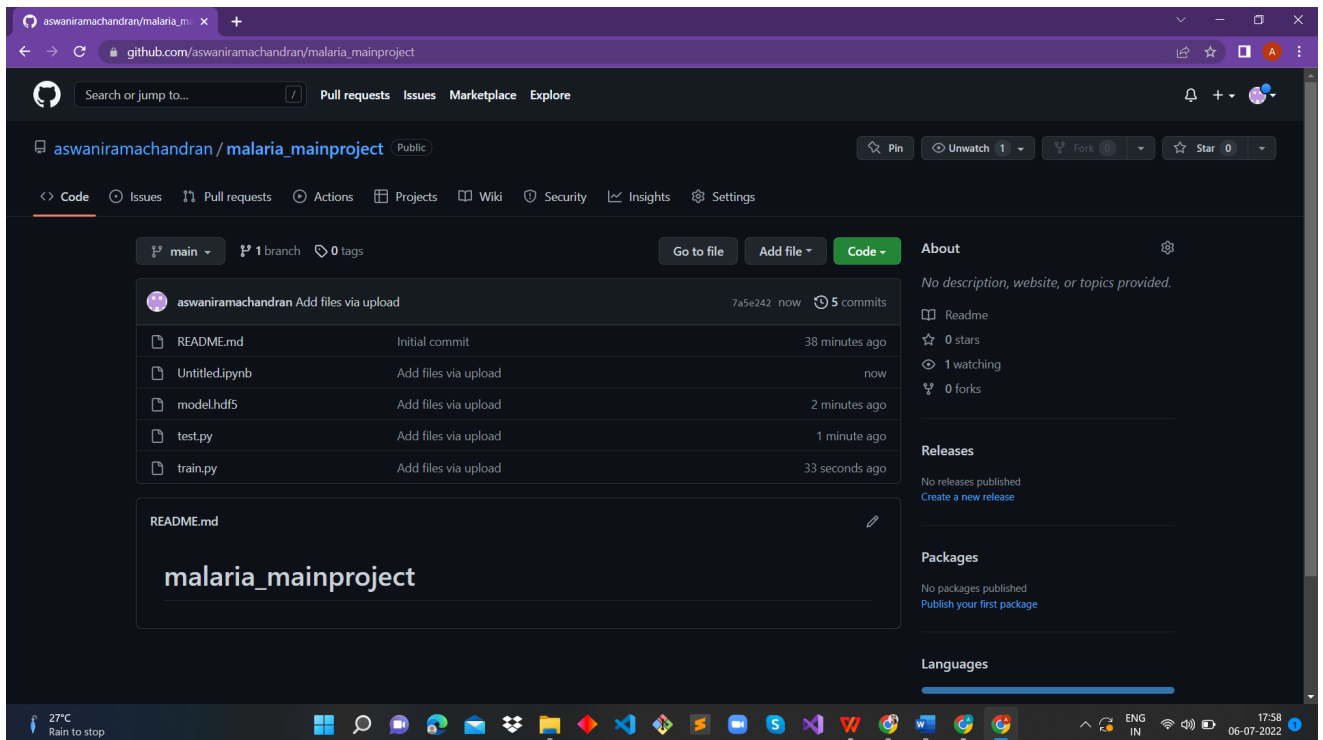 aswaniramachandran/malaria_ma
github.com/aswaniramachandran/malaria_mainproject
A
Search or jump to... /
Pull requests Issues Marketplace Explore
aswaniramachandran / malaria_mainproject Public
Pin Unwatch 1 Fork 0 Star 0
Code Issues Pull requests Actions Projects Wiki Security Insights Settings
main 1 branch 0 tags Go to file Add file Code
aswaniramachandran Add files via upload 7a5e242 now 5 commits
README.md Initial commit 38 minutes ago
Untitled.ipynb Add files via upload now
model.hdf5 Add files via upload 2 minutes ago
test.py Add files via upload 1 minute ago
train.py Add files via upload 33 seconds ago
README.md
malaria_mainproject
About
No description, website, or topics provided.
Readme
0 stars
1 watching
0 forks
Releases
No releases published
Create a new release
Packages
No packages published
Publish your first package
Languages
27°C
Rain to stop
ENG
IN
17:58
06-07-2022
1